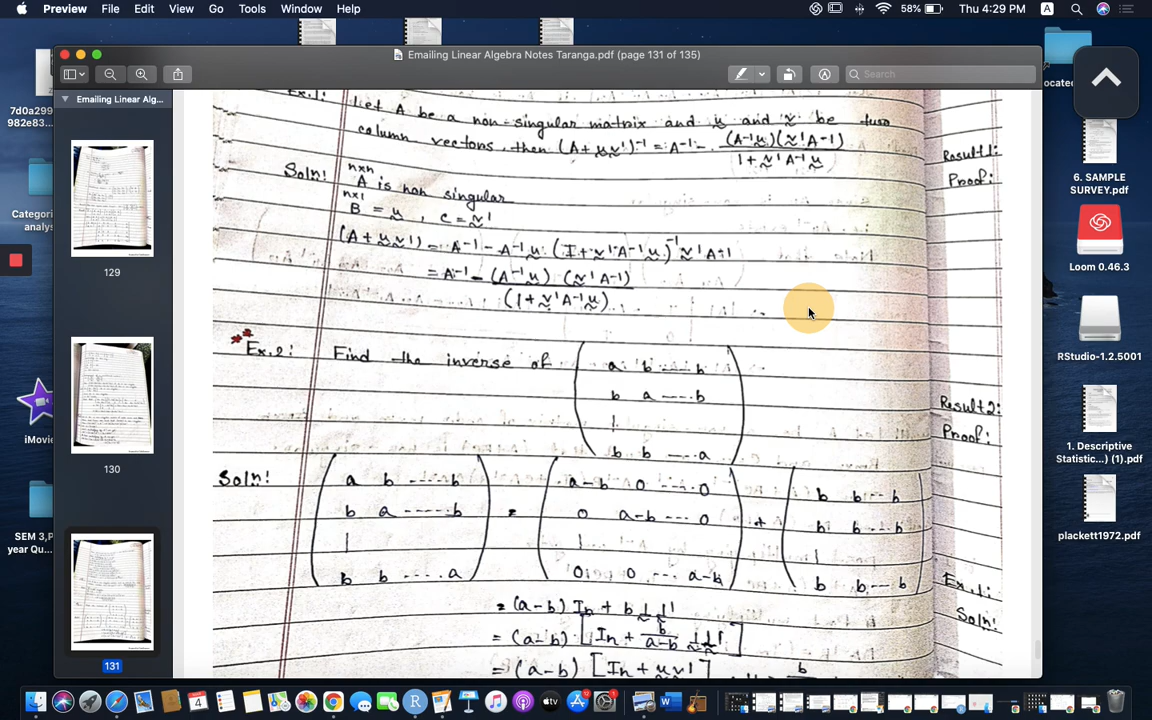 Preview File Edit View Go Tools Window Help 58% Thu 4:29 PM A
Emailing Linear Algebra Notes Taranga.pdf (page 131 of 135)
Search
Emailing Linear Alg...
129
130
131
7d0a299
982e83...
Categori
analys
iMovie
SEM 3,P
year Qu...
Ex.1: Let A be a non-singular matrix and u and v be two
column vectors, then (A+uv')-1 = A-1 - (A-1u)(v'A-1)
1+v'A-1u
Soln: nxn
A is non singular
nx1
B = u, c = v'
(A+uv') = A-1 - A-1u (I+v'A-1u)-1 v'A-1
= A-1 - (A-1u) (v'A-1)
(1+v'A-1u)
** Ex.2: Find the inverse of a b ----- b
b a ---- b
|
b b --- a
Soln: a b ----- b = a-b 0 ----- 0 + b b -- b
b a ----- b 0 a-b --- 0 b b --- b
| | |
b b ---- a 0 0 --- a-b b b -- b
= (a-b) In + b 1 1'
= (a-b) [In + b/a-b 1 1']
= (a-b) [In + uv'] b
Result 1:
Proof:
Result 2:
Proof:
Ex.1:
Soln:
ocate
6. SAMPLE
SURVEY.pdf
Loom 0.46.3
RStudio-1.2.5001
1. Descriptive
Statistic...) (1).pdf
plackett1972.pdf